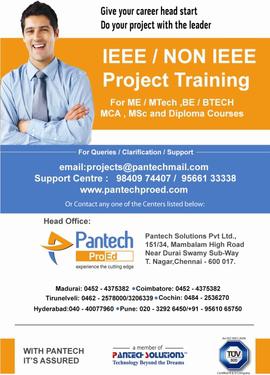 Give your career head start
Do your project with the leader
IEEE / NON IEEE
Project Training
For ME / MTech ,BE / BTECH
MCA , MSc and Diploma Courses
For Queries / Clarification / Support
email:projects@pantechmail.com
Support Centre : 98409 74407 / 95661 33338
www.pantechproed.com
Or Contact any one of the Centers listed below:
Head Office:
Pantech
ProEd
experience the cutting edge
Pantech Solutions Pvt Ltd.,
151/34, Mambalam High Road
Near Durai Swamy Sub-Way
T. Nagar,Chennai - 600 017.
Madurai: 0452 - 4375382 ●Coimbatore: 0452 - 4375382
Tirunelveli: 0462 - 2578000/3206339●Cochin: 0484 - 2536270
Hyderabad:040 - 40077960 ●Pune: 020 - 3292 6450/+91 - 95610 65750
WITH PANTECH
IT'S ASSURED
a member of
PANTECH SOLUTIONS
Technology Beyond the Dreams
TUV